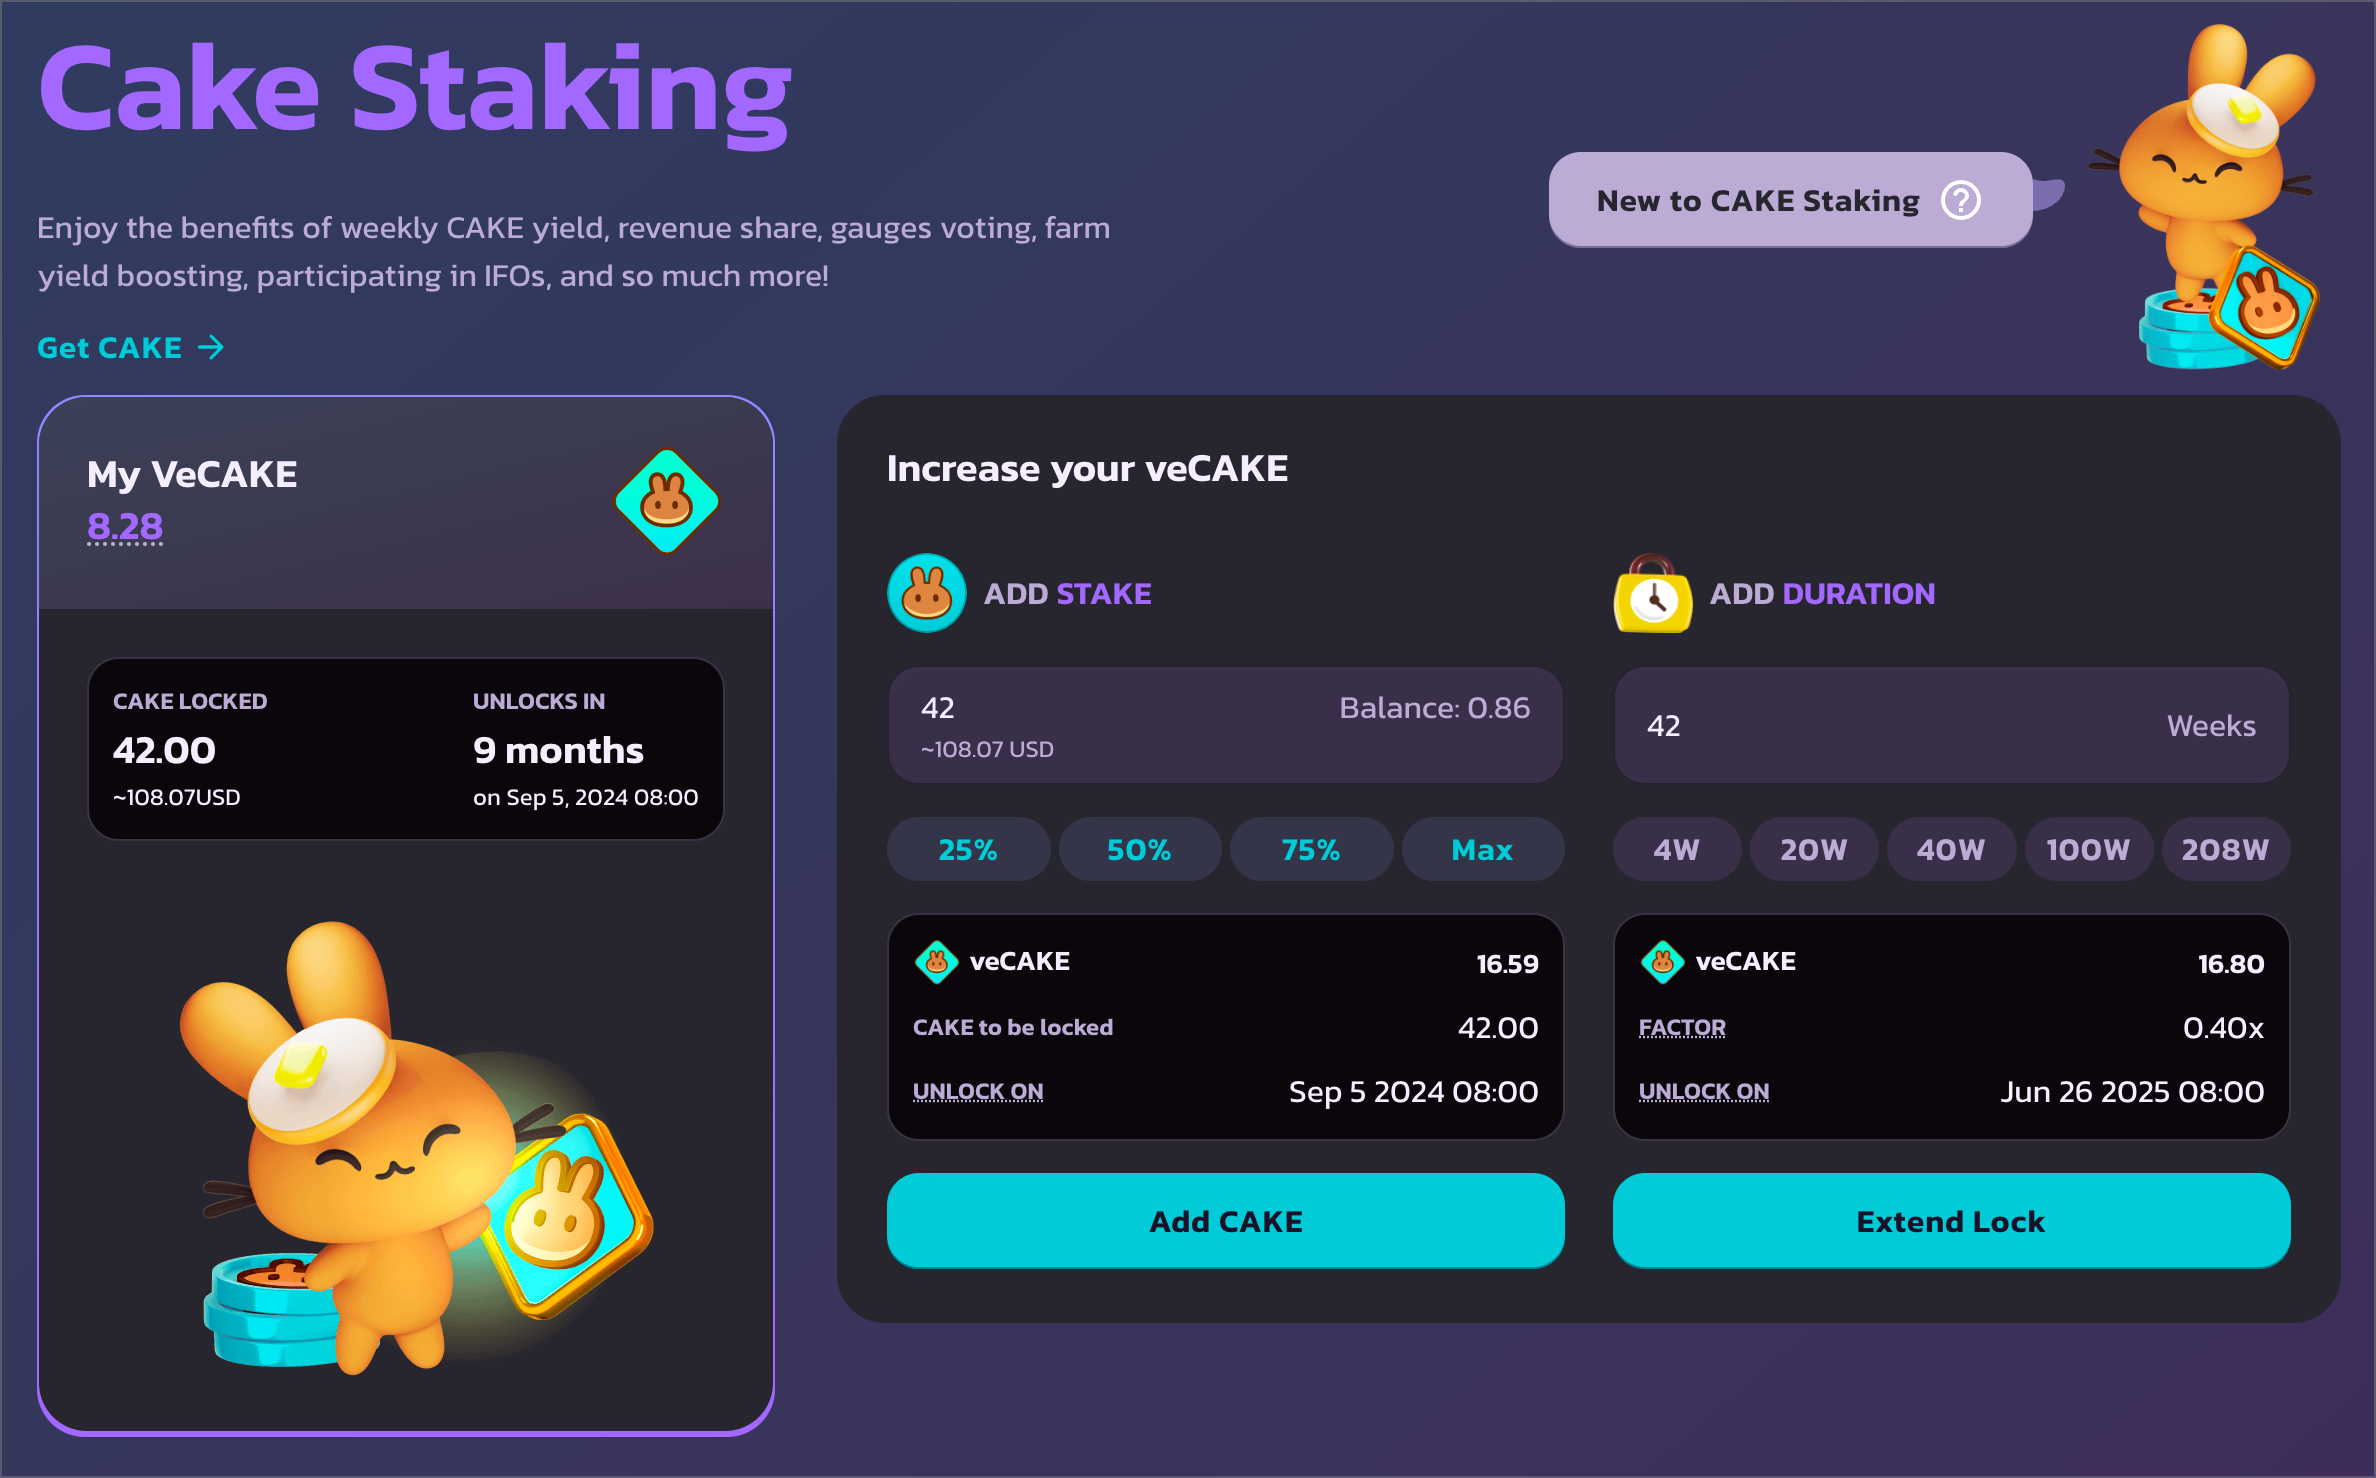 Cake Staking
Enjoy the benefits of weekly CAKE yield, revenue share, gauges voting, farm
yield boosting, participating in IFOs, and so much more!
Get CAKE →
New to CAKE Staking ?
My VeCAKE
8.28
CAKE LOCKED
42.00
~108.07USD
UNLOCKS IN
9 months
on Sep 5, 2024 08:00
Increase your veCAKE
ADD STAKE
42
Balance: 0.86
~108.07 USD
25% 50% 75% Max
veCAKE 16.59
CAKE to be locked 42.00
UNLOCK ON Sep 5 2024 08:00
Add CAKE
ADD DURATION
42 Weeks
4W 20W 40W 100W 208W
veCAKE 16.80
FACTOR 0.40x
UNLOCK ON Jun 26 2025 08:00
Extend Lock